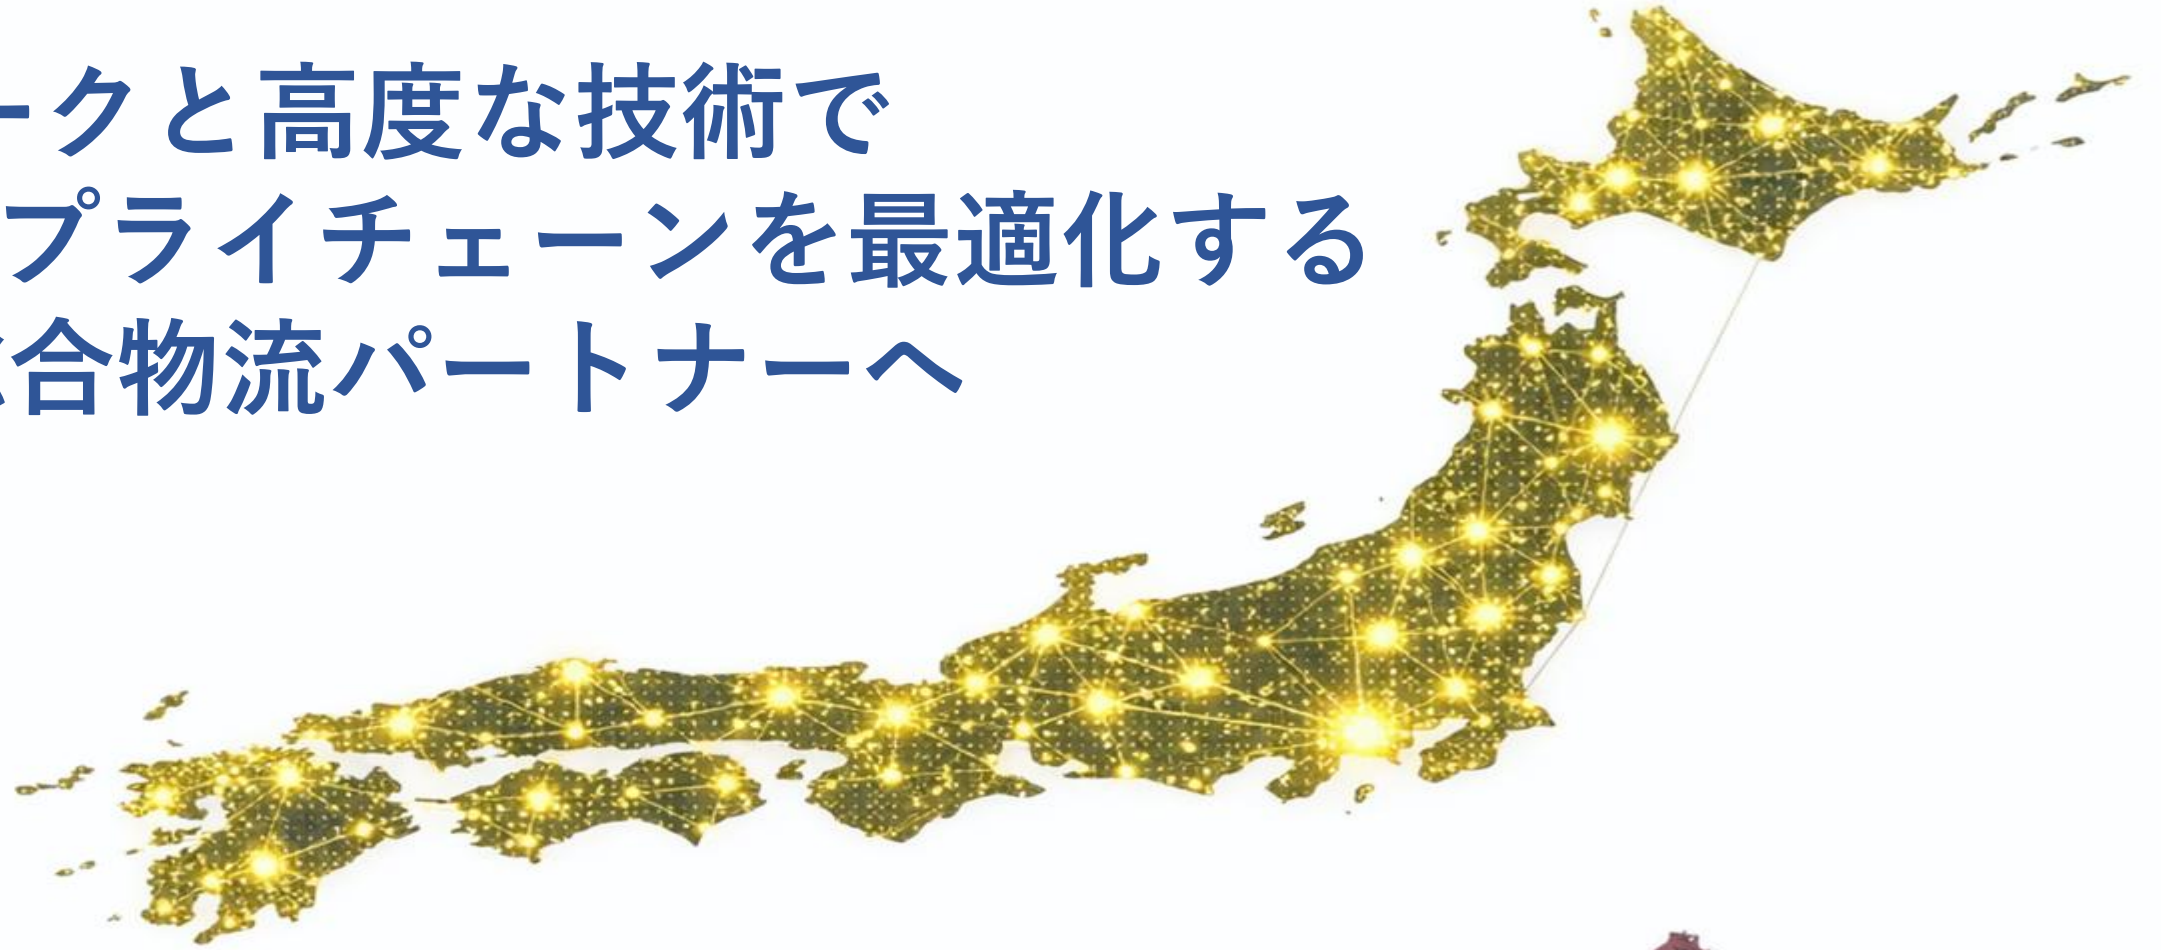 ークと高度な技術で
プライチェーンを最適化する
合物流パートナーへ